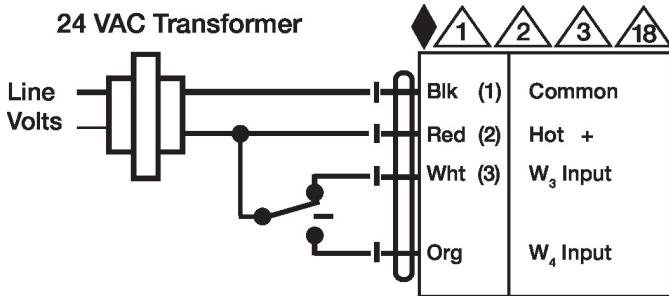 24 VAC Transformer
1 2 3 18
Line
Volts
Blk (1) Common
Red (2) Hot +
Wht (3) W₃ Input
Org W₄ Input